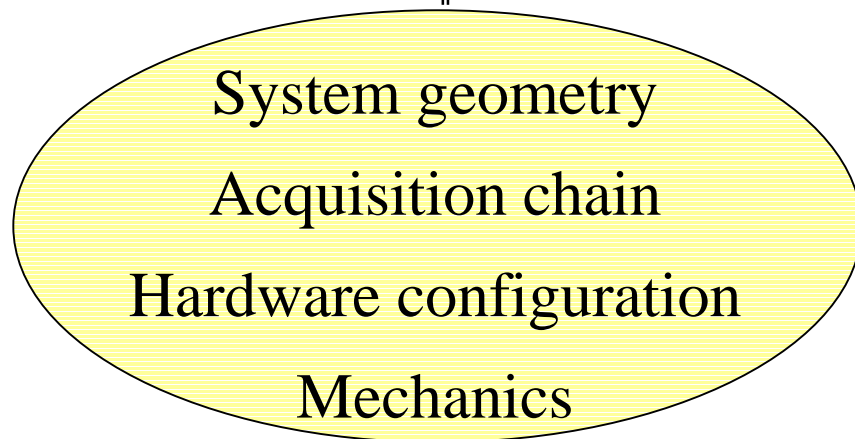 System geometry
Acquisition chain
Hardware configuration
Mechanics